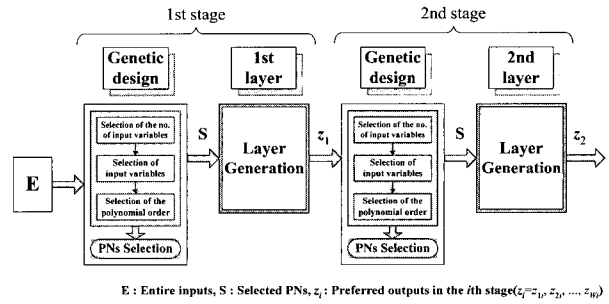 1st stage
2nd stage
Genetic
design
1st
layer
Genetic
design
2nd
layer
E
Selection of the no.
of input variables
Selection of
input variables
Selection of the
polynomial order
PNs Selection
S
Layer
Generation
z1
Selection of the no.
of input variables
Selection of
input variables
Selection of the
polynomial order
PNs Selection
S
Layer
Generation
z2
E : Entire inputs, S : Selected PNs, zi : Preferred outputs in the ith stage(zi=z1i, z2i, ..., zWi)